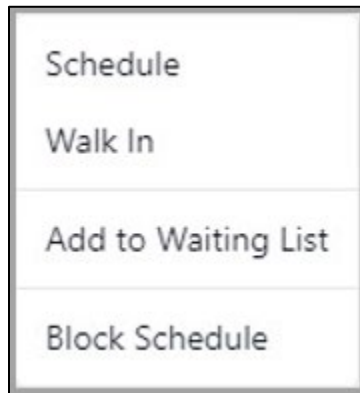 Schedule
Walk In
Add to Waiting List
Block Schedule